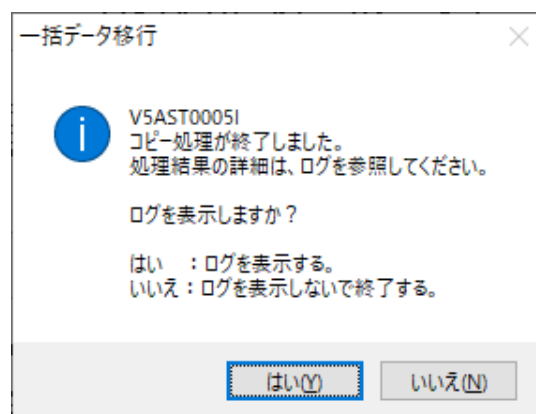 一括データ移行
V5AST0005I
コピー処理が終了しました。
処理結果の詳細は、ログを参照してください。
ログを表示しますか？
はい　：ログを表示する。
いいえ：ログを表示しないで終了する。
はい(Y)
いいえ(N)